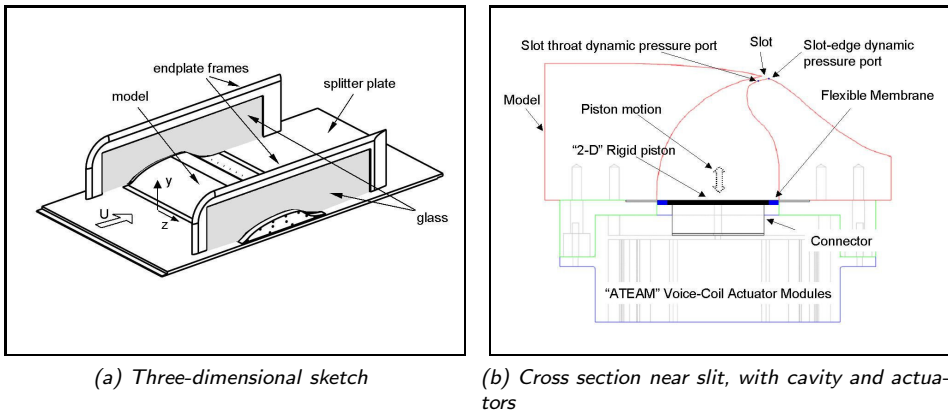 endplate frames
model
splitter plate
y
U
z
glass
(a) Three-dimensional sketch
Slot
Slot throat dynamic pressure port
Slot-edge dynamic
pressure port
Model
Piston motion
Flexible Membrane
"2-D" Rigid piston
Connector
"ATEAM" Voice-Coil Actuator Modules
(b) Cross section near slit, with cavity and actua-
tors